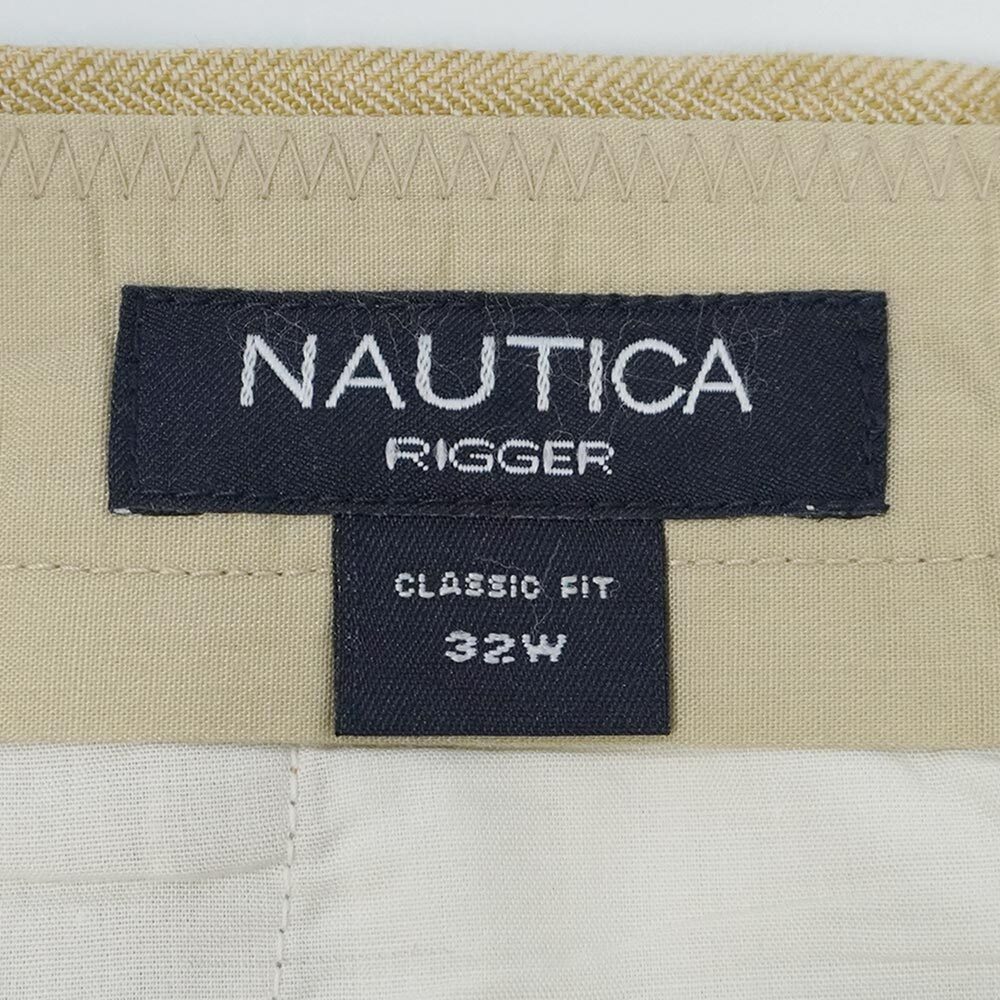 NAUTICA
RIGGER
CLASSIC FIT
32W